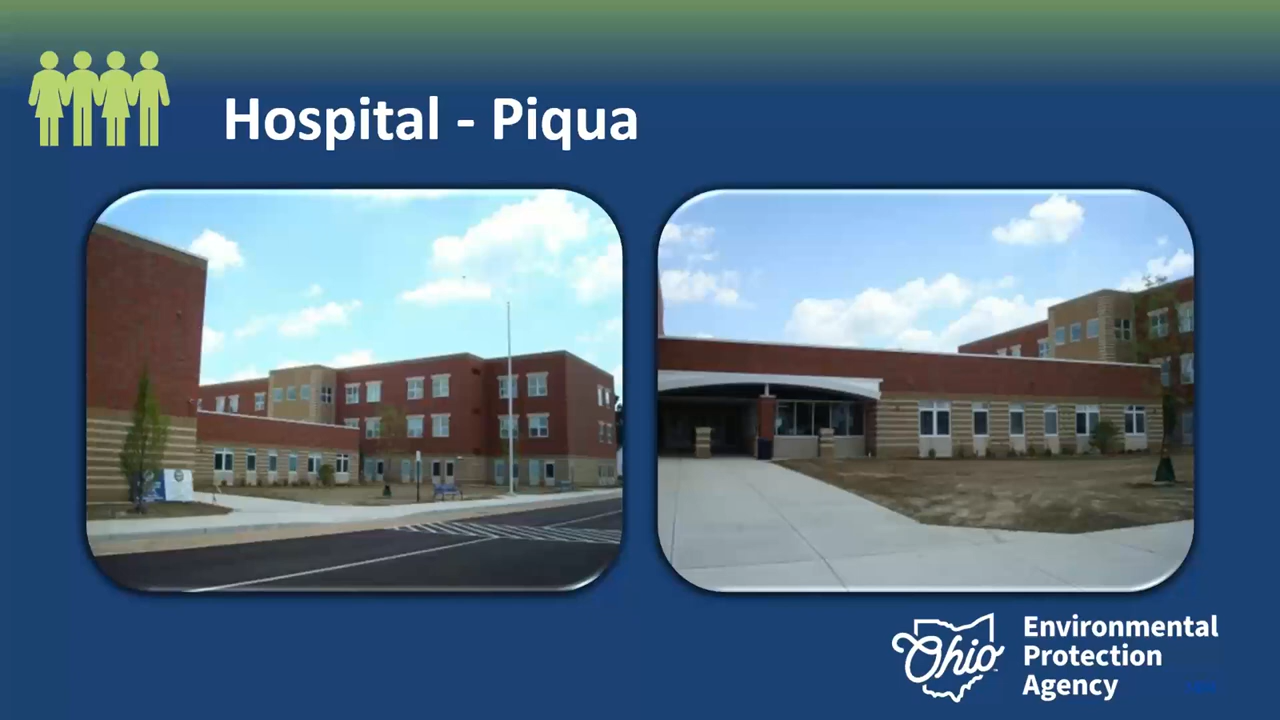 Hospital - Piqua
Ohio
Environmental
Protection
Agency